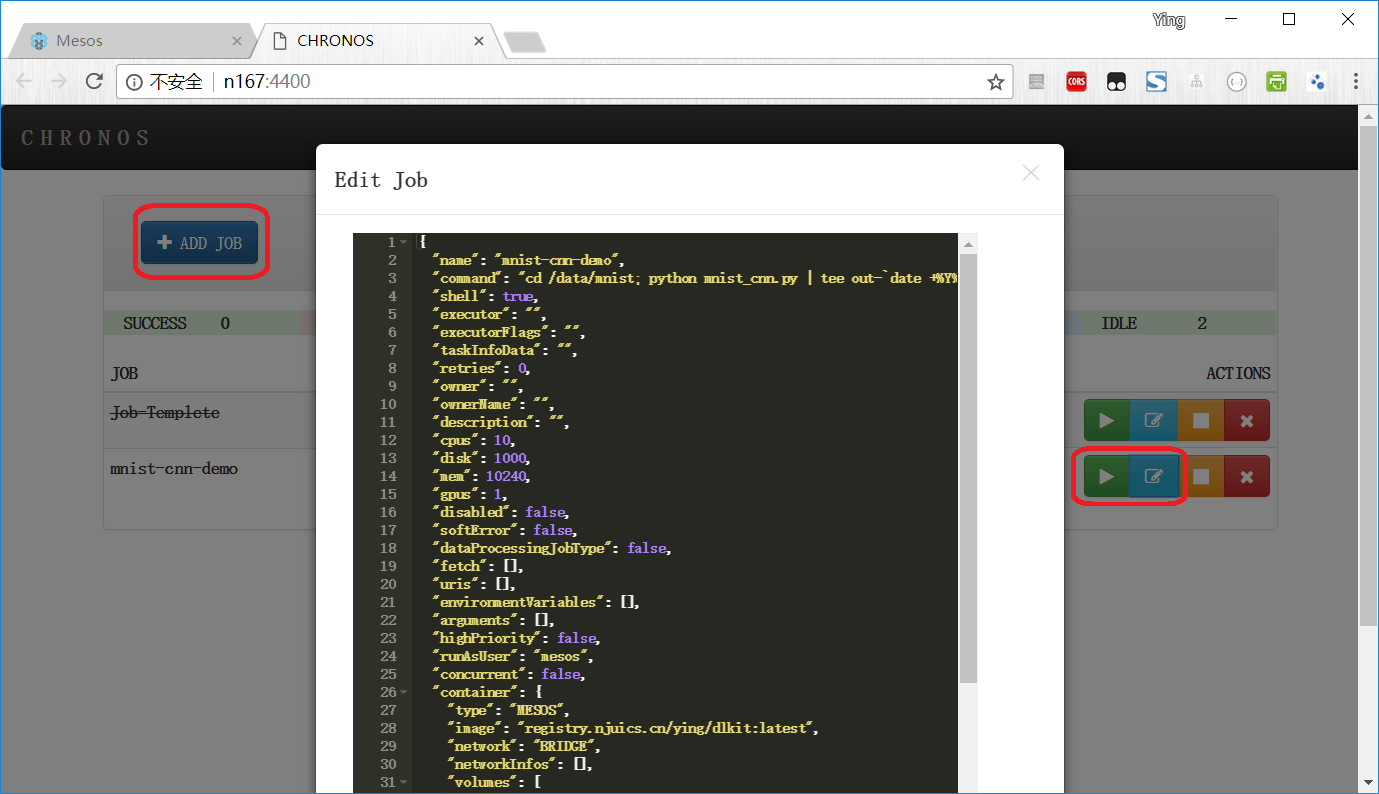 Ying
Mesos
CHRONOS
不安全 n167:4400
CORS
CHRONOS
Edit Job
ADD JOB
SUCCESS 0
IDLE 2
JOB
ACTIONS
Job-Templete
mnist-cnn-demo
1 {
2 "name": "mnist-cnn-demo",
3 "command": "cd /data/mnist; python mnist_cnn.py | tee out-`date +%Y%
4 "shell": true,
5 "executor": "",
6 "executorFlags": "",
7 "taskInfoData": "",
8 "retries": 0,
9 "owner": "",
10 "ownerName": "",
11 "description": "",
12 "cpus": 10,
13 "disk": 1000,
14 "mem": 10240,
15 "gpus": 1,
16 "disabled": false,
17 "softError": false,
18 "dataProcessingJobType": false,
19 "fetch": [],
20 "uris": [],
21 "environmentVariables": [],
22 "arguments": [],
23 "highPriority": false,
24 "runAsUser": "mesos",
25 "concurrent": false,
26 "container": {
27 "type": "MESOS",
28 "image": "registry.njuics.cn/ying/dlkit:latest",
29 "network": "BRIDGE",
30 "networkInfos": [],
31 "volumes": [